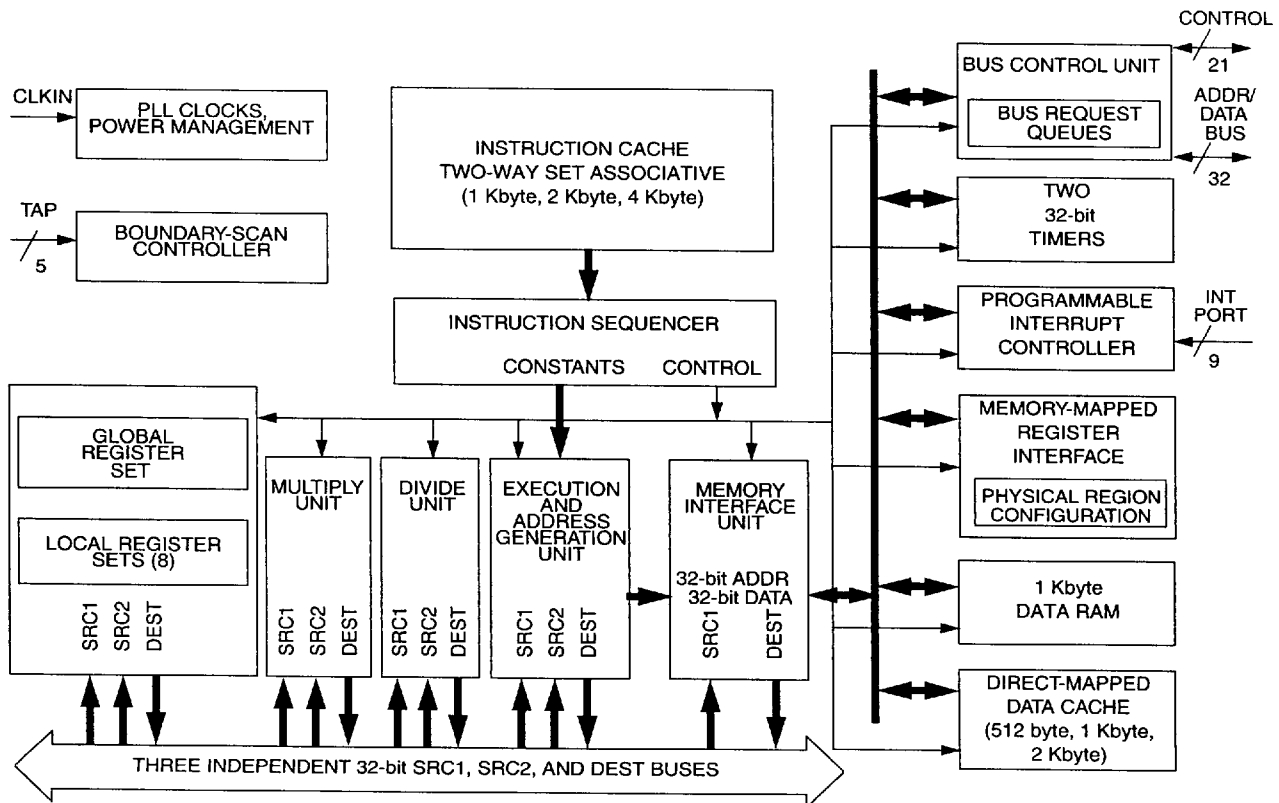 CLKIN
PLL CLOCKS,
POWER MANAGEMENT
TAP
5
BOUNDARY-SCAN
CONTROLLER
INSTRUCTION CACHE
TWO-WAY SET ASSOCIATIVE
(1 Kbyte, 2 Kbyte, 4 Kbyte)
INSTRUCTION SEQUENCER
CONSTANTS CONTROL
GLOBAL
REGISTER
SET
LOCAL REGISTER
SETS (8)
SRC1
SRC2
DEST
MULTIPLY
UNIT
SRC1
SRC2
DEST
DIVIDE
UNIT
SRC1
SRC2
DEST
EXECUTION
AND
ADDRESS
GENERATION
UNIT
SRC1
SRC2
DEST
MEMORY
INTERFACE
UNIT
32-bit ADDR
32-bit DATA
SRC1
DEST
THREE INDEPENDENT 32-bit SRC1, SRC2, AND DEST BUSES
BUS CONTROL UNIT
BUS REQUEST
QUEUES
CONTROL
21
ADDR/
DATA
BUS
32
TWO
32-bit
TIMERS
PROGRAMMABLE
INTERRUPT
CONTROLLER
INT
PORT
9
MEMORY-MAPPED
REGISTER
INTERFACE
PHYSICAL REGION
CONFIGURATION
1 Kbyte
DATA RAM
DIRECT-MAPPED
DATA CACHE
(512 byte, 1 Kbyte,
2 Kbyte)